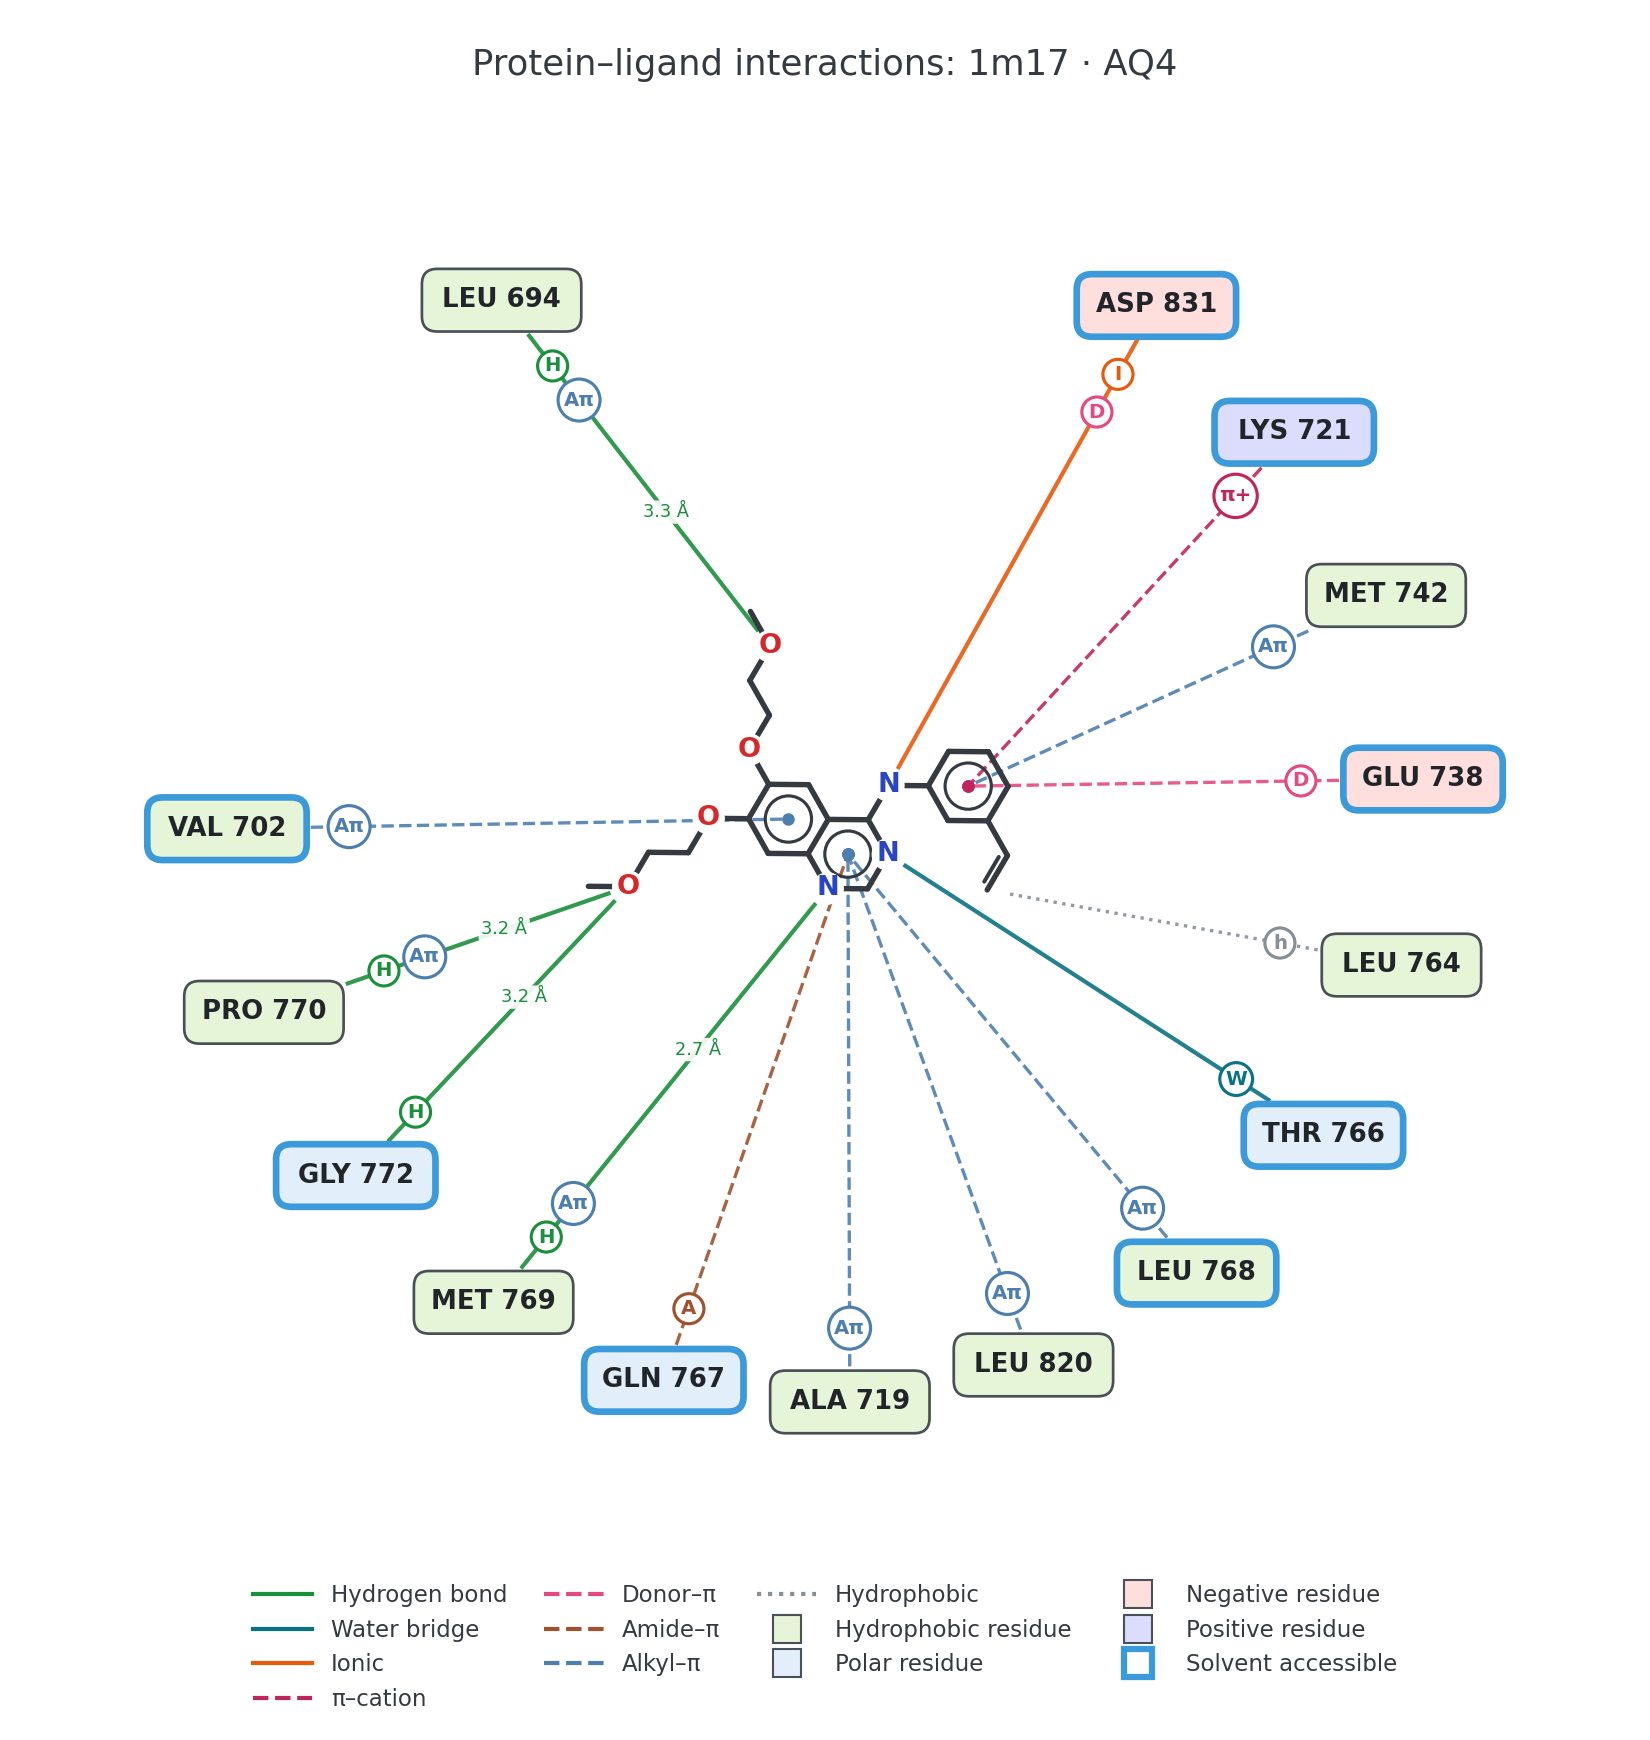 Protein–ligand interactions: 1m17 · AQ4
LEU 694
ASP 831
H
I
Aπ
D
LYS 721
π+
3.3 Å
MET 742
Aπ
O
O
N
GLU 738
D
VAL 702
Aπ
O
N
O
N
3.2 Å
h
LEU 764
PRO 770
H
Aπ
3.2 Å
2.7 Å
W
THR 766
H
GLY 772
Aπ
Aπ
H
LEU 768
MET 769
A
Aπ
Aπ
GLN 767
ALA 719
LEU 820
Hydrogen bond
Water bridge
Ionic
π–cation
Donor–π
Amide–π
Alkyl–π
Hydrophobic
Hydrophobic residue
Polar residue
Negative residue
Positive residue
Solvent accessible